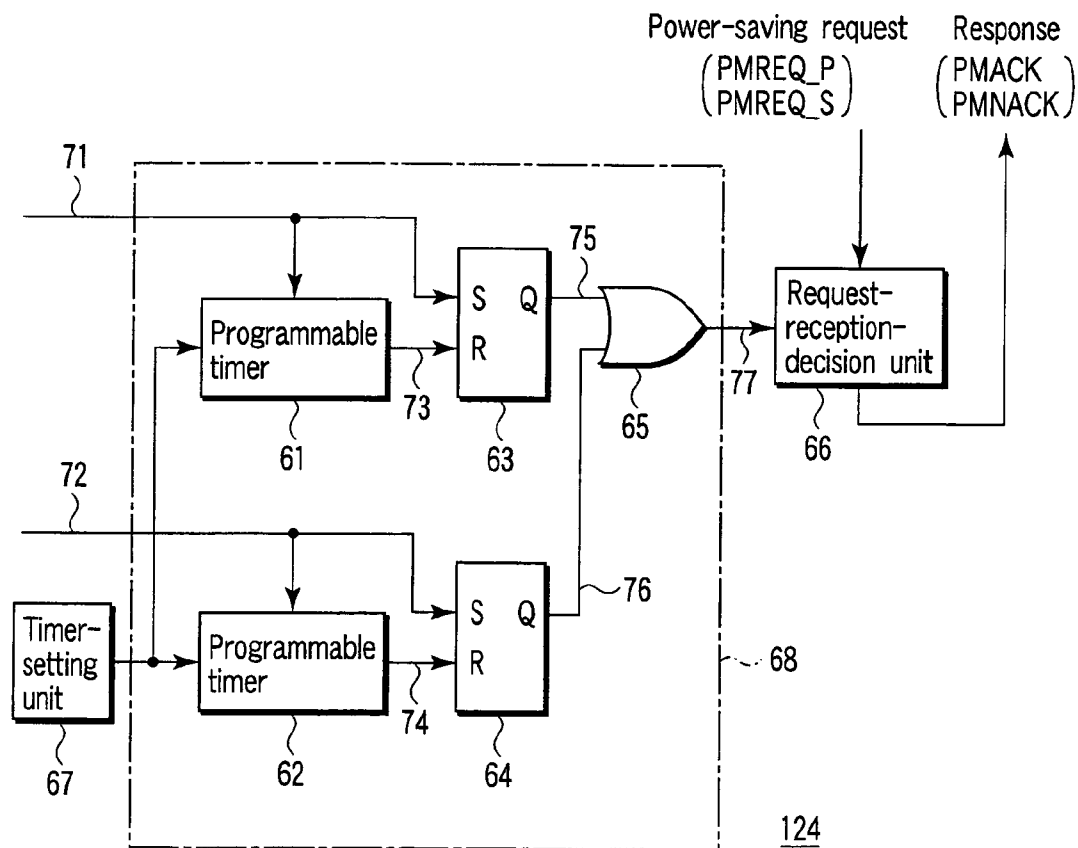 Power-saving request
(PMREQ_P
PMREQ_S)
Response
(PMACK
PMNACK)
71
75
S Q
R
Programmable
timer
73
61
63
65
77
Request-
reception-
decision unit
66
72
76
S Q
R
Timer-
setting
unit
Programmable
timer
74
68
67
62
64
124